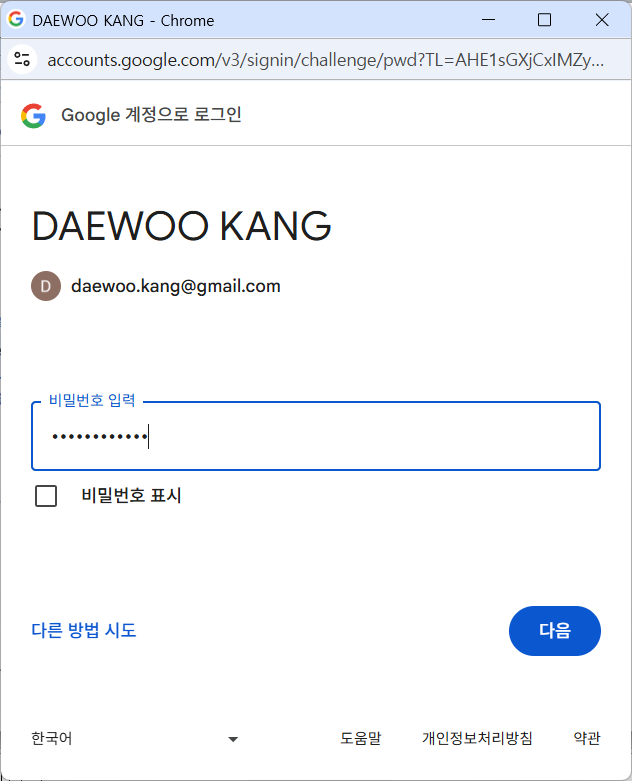 DAEWOO KANG - Chrome
accounts.google.com/v3/signin/challenge/pwd?TL=AHE1sGXjCxIMZy...
Google 계정으로 로그인
DAEWOO KANG
D daewoo.kang@gmail.com
비밀번호 입력
••••••••••••
비밀번호 표시
다른 방법 시도 다음
한국어 도움말 개인정보처리방침 약관